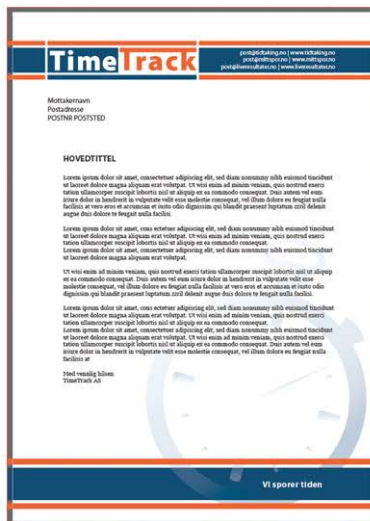 TimeTrack
post@tidtaking.no | www.tidtaking.no
post@mittspor.no | www.mittspor.no
post@liveresultater.no | www.liveresultater.no
Mottakernavn
Postadresse
POSTNR POSTSTED
HOVEDTITTEL
Lorem ipsum dolor sit amet, consectetuer adipiscing elit, sed diam nonummy nibh euismod tincidunt
ut laoreet dolore magna aliquam erat volutpat. Ut wisi enim ad minim veniam, quis nostrud exerci
tation ullamcorper suscipit lobortis nisl ut aliquip ex ea commodo consequat. Duis autem vel eum
iriure dolor in hendrerit in vulputate velit esse molestie consequat, vel illum dolore eu feugiat nulla
facilisis at vero eros et accumsan et iusto odio dignissim qui blandit praesent luptatum zzril delenit
augue duis dolore te feugait nulla facilisi.
Lorem ipsum dolor sit amet, cons ectetuer adipiscing elit, sed diam nonummy nibh euismod tincidunt
ut laoreet dolore magna aliquam erat volutpat. Ut wisi enim ad minim veniam, quis nostrud exerci
tation ullamcorper suscipit lobortis nisl ut aliquip ex ea commodo consequat.
Lorem ipsum dolor sit amet, cons ectetuer adipiscing elit, sed diam nonummy nibh euismod tincidunt
ut laoreet dolore magna aliquam erat volutpat.
Ut wisi enim ad minim veniam, quis nostrud exerci tation ullamcorper suscipit lobortis nisl ut aliquip
ex ea commodo consequat. Duis autem vel eum iriure dolor in hendrerit in vulputate velit esse
molestie consequat, vel illum dolore eu feugiat nulla facilisis at vero eros et accumsan et iusto odio
dignissim qui blandit praesent luptatum zzril delenit augue duis dolore te feugait nulla facilisi.
Lorem ipsum dolor sit amet, cons ectetuer adipiscing elit, sed diam nonummy nibh euismod tincidunt
ut laoreet dolore magna aliquam erat volutpat. Ut wisi enim ad minim veniam, quis nostrud exerci
tation ullamcorper suscipit lobortis nisl ut aliquip ex ea commodo consequat.
Lorem ipsum dolor sit amet, cons ectetuer adipiscing elit, sed diam nonummy nibh euismod tincidunt
ut laoreet dolore magna aliquam erat volutpat. Ut wisi enim ad minim veniam, quis nostrud exerci
tation ullamcorper suscipit lobortis nisl ut aliquip ex ea commodo consequat. Duis autem vel eum
iriure dolor in hendrerit in vulputate velit esse molestie consequat, vel illum dolore eu feugiat nulla
facilisis at
Med vennlig hilsen
TimeTrack AS
Vi sporer tiden